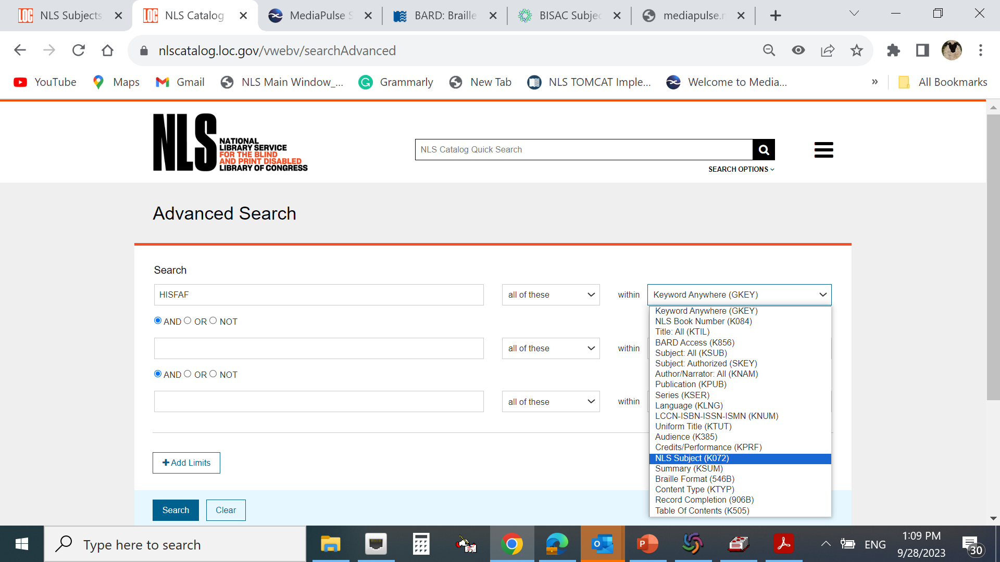 NLS Subjects
NLS Catalog
MediaPulse S
BARD: Braille
BISAC Subjec
mediapulse.r
nlscatalog.loc.gov/vwebv/searchAdvanced
YouTube
Maps
Gmail
NLS Main Window_...
Grammarly
New Tab
NLS TOMCAT Imple...
Welcome to Media...
»
All Bookmarks
NLS
NATIONAL
LIBRARY SERVICE
FOR THE BLIND
AND PRINT DISABLED
LIBRARY OF CONGRESS
NLS Catalog Quick Search
SEARCH OPTIONS
Advanced Search
Search
HISFAF
all of these
within
Keyword Anywhere (GKEY)
AND OR NOT
all of these
within
AND OR NOT
all of these
within
Keyword Anywhere (GKEY)
NLS Book Number (K084)
Title: All (KTIL)
BARD Access (K856)
Subject: All (KSUB)
Subject: Authorized (SKEY)
Author/Narrator: All (KNAM)
Publication (KPUB)
Series (KSER)
Language (KLNG)
LCCN-ISBN-ISSN-ISMN (KNUM)
Uniform Title (KTUT)
Audience (K385)
Credits/Performance (KPRF)
NLS Subject (K072)
Summary (KSUM)
Braille Format (546B)
Content Type (KTYP)
Record Completion (906B)
Table Of Contents (K505)
+ Add Limits
Search
Clear
Type here to search
ENG
1:09 PM
9/28/2023
30